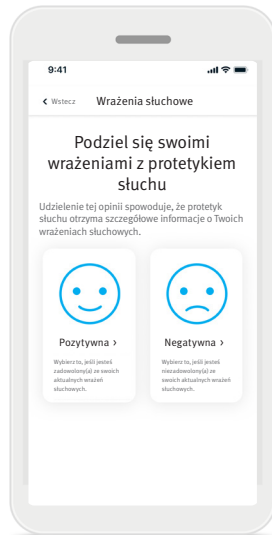 9:41
Wstecz Wrażenia słuchowe
Podziel się swoimi
wrażeniami z protetykiem
słuchu
Udzielenie tej opinii spowoduje, że protetyk
słuchu otrzyma szczegółowe informacje o Twoich
wrażeniach słuchowych.
Pozytywna ›
Wybierz to, jeśli jesteś
zadowolony(a) ze swoich
aktualnych wrażeń
słuchowych.
Negatywna ›
Wybierz to, jeśli jesteś
niezadowolony(a) ze
swoich aktualnych wrażeń
słuchowych.